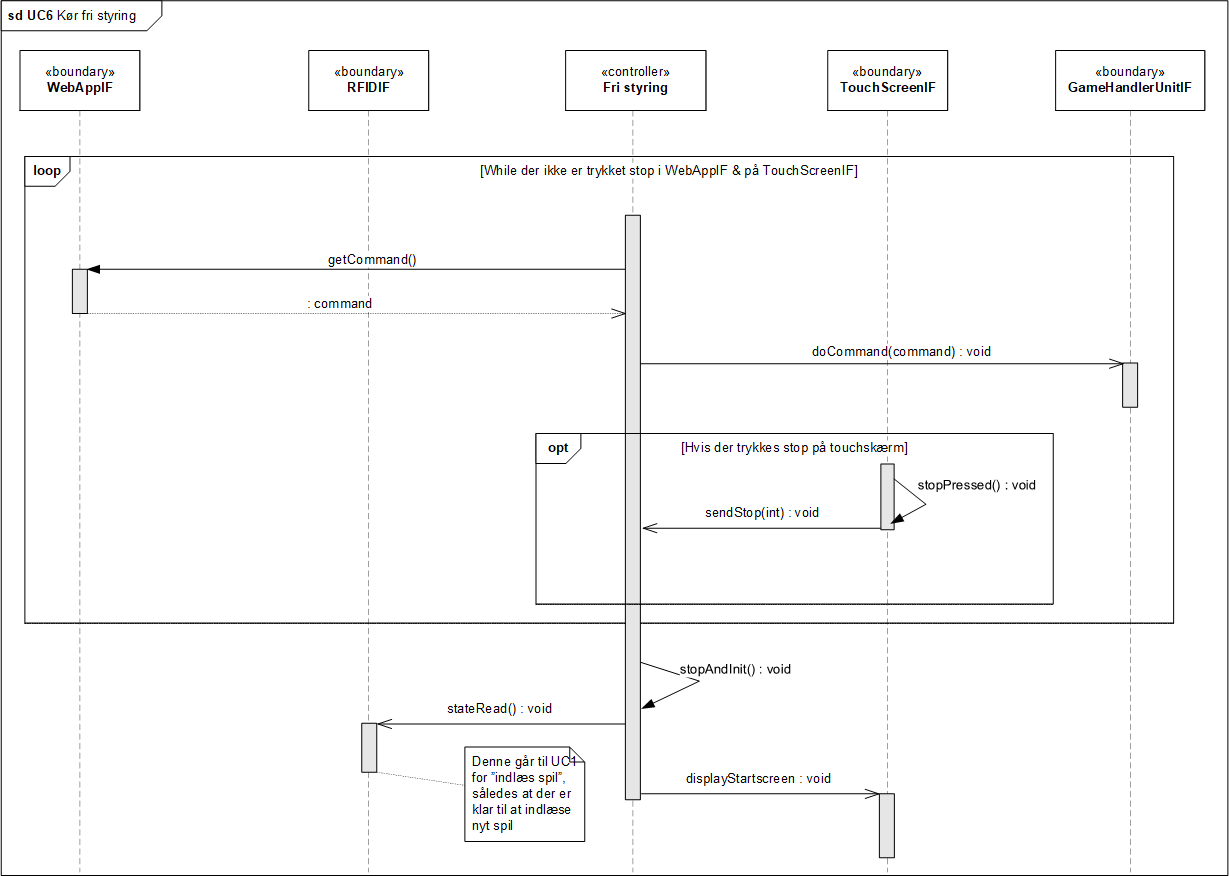 sd UC6 Kør fri styring
«boundary»
WebAppIF
«boundary»
RFIDIF
«controller»
Fri styring
«boundary»
TouchScreenIF
«boundary»
GameHandlerUnitIF
loop
[While der ikke er trykket stop i WebAppIF & på TouchScreenIF]
getCommand()
: command
doCommand(command) : void
opt
[Hvis der trykkes stop på touchskærm]
stopPressed() : void
sendStop(int) : void
stopAndInit() : void
stateRead() : void
Denne går til UC1
for ”indlæs spil”,
således at der er
klar til at indlæse
nyt spil
displayStartscreen : void